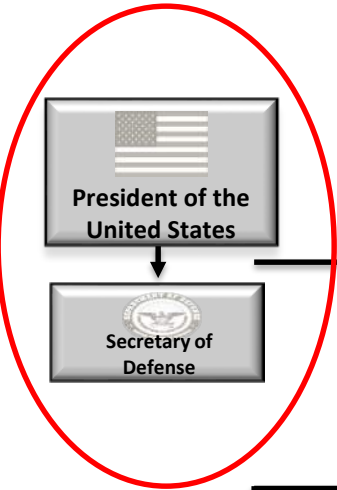 President of the
United States
Secretary of
Defense